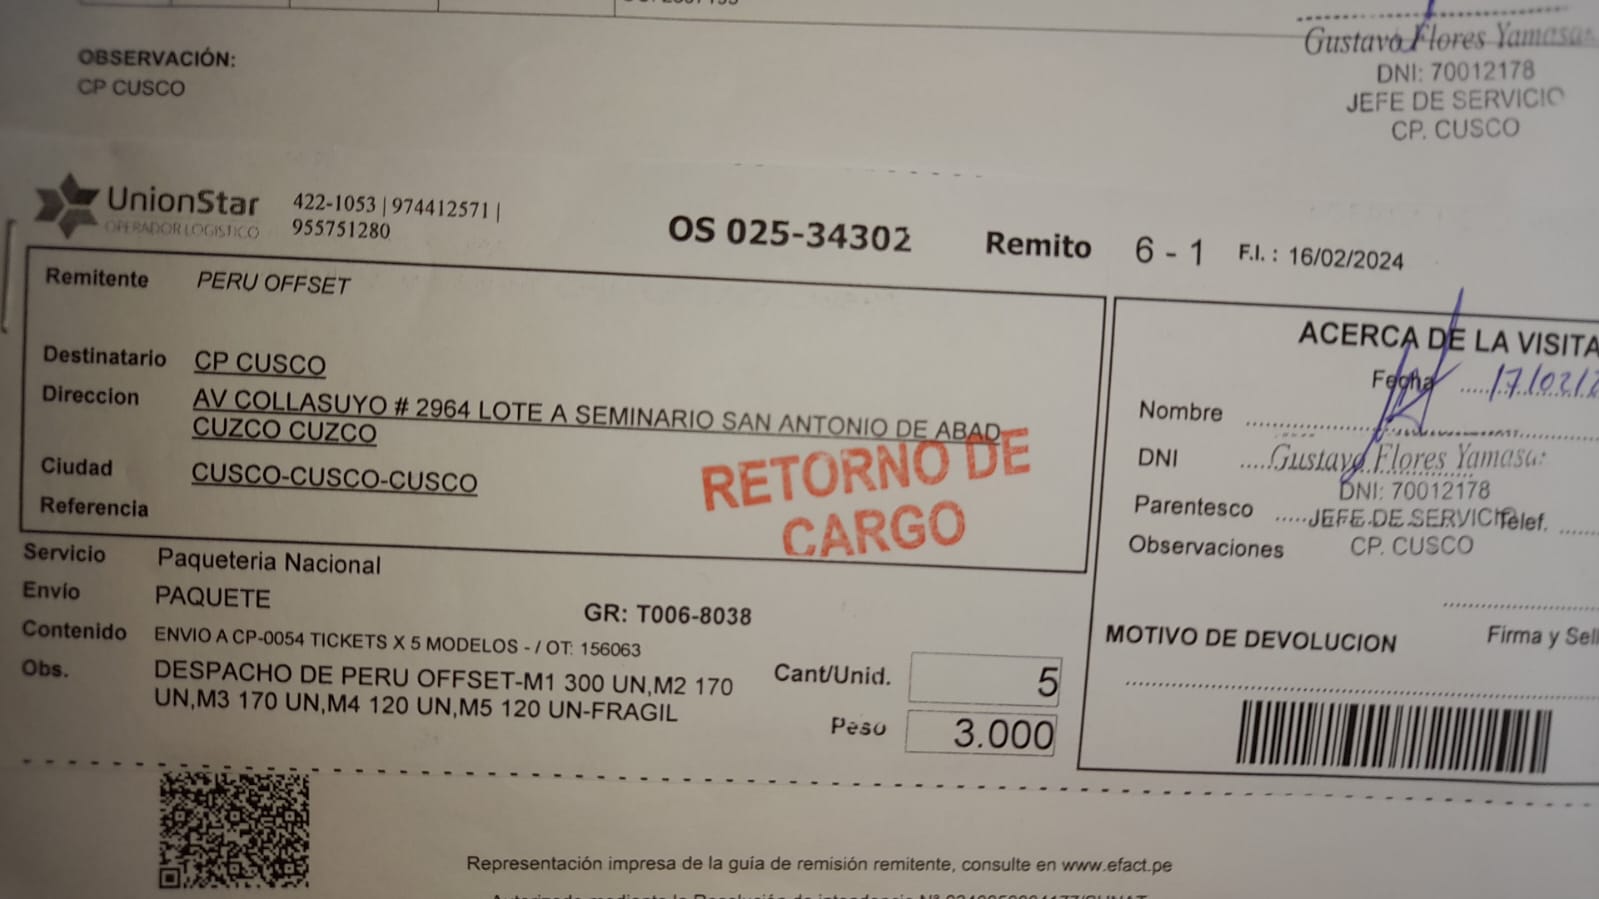 OBSERVACIÓN:
CP CUSCO
Gustavo Flores Yamasa
DNI: 70012178
JEFE DE SERVICIO
CP. CUSCO
UnionStar
OPERADOR LOGISTICO
422-1053 | 974412571 |
955751280
OS 025-34302 Remito 6 - 1 F.I. : 16/02/2024
Remitente PERU OFFSET
Destinatario CP CUSCO
Direccion AV COLLASUYO # 2964 LOTE A SEMINARIO SAN ANTONIO DE ABAD
CUZCO CUZCO
Ciudad CUSCO-CUSCO-CUSCO
Referencia
RETORNO DE
CARGO
ACERCA DE LA VISITA
Fecha 17/02/2
Nombre
DNI
Gustavo Flores Yamasa
DNI: 70012178
Parentesco
JEFE DE SERVICIO
Telef.
Observaciones
CP. CUSCO
Firma y Sell
MOTIVO DE DEVOLUCION
Servicio Paqueteria Nacional
Envío PAQUETE
GR: T006-8038
Contenido ENVIO A CP-0054 TICKETS X 5 MODELOS - / OT: 156063
Obs. DESPACHO DE PERU OFFSET-M1 300 UN,M2 170
UN,M3 170 UN,M4 120 UN,M5 120 UN-FRAGIL
Cant/Unid. 5
Peso 3.000
Representación impresa de la guía de remisión remitente, consulte en www.efact.pe